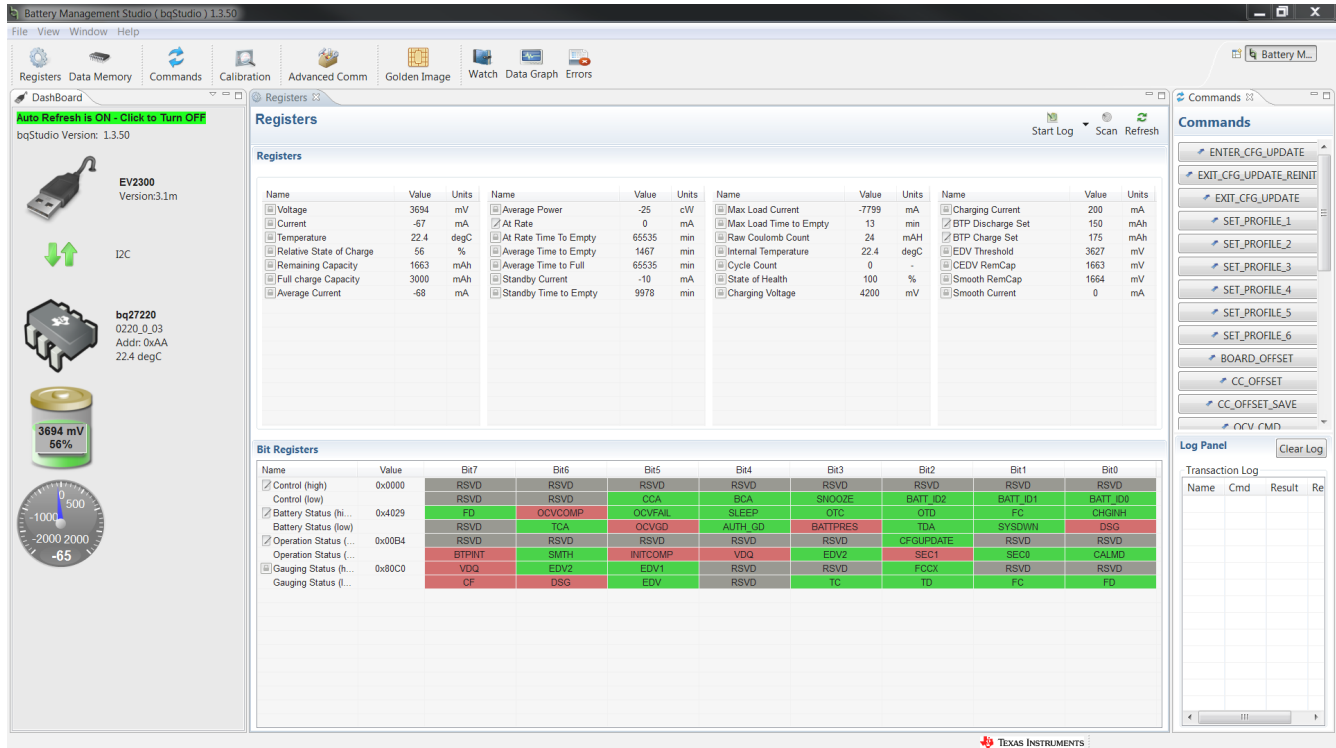 Battery Management Studio ( bqStudio ) 1.3.50
File View Window Help
Registers Data Memory Commands Calibration Advanced Comm Golden Image Watch Data Graph Errors
Battery M...
DashBoard
Auto Refresh is ON - Click to Turn OFF
bqStudio Version: 1.3.50
EV2300
Version:3.1m
I2C
bq27220
0220_0_03
Addr: 0xAA
22.4 degC
3694 mV
56%
0
500
-1000
-2000 2000
-65
Registers
Registers
Start Log Scan Refresh
Registers
Name Value Units Name Value Units Name Value Units Name Value Units
Voltage 3694 mV Average Power -25 cW Max Load Current -7799 mA Charging Current 200 mA
Current -67 mA At Rate 0 mA Max Load Time to Empty 13 min BTP Discharge Set 150 mAh
Temperature 22.4 degC At Rate Time To Empty 65535 min Raw Coulomb Count 24 mAH BTP Charge Set 175 mAh
Relative State of Charge 56 % Average Time to Empty 1467 min Internal Temperature 22.4 degC EDV Threshold 3627 mV
Remaining Capacity 1663 mAh Average Time to Full 65535 min Cycle Count 0 - CEDV RemCap 1663 mV
Full charge Capacity 3000 mAh Standby Current -10 mA State of Health 100 % Smooth RemCap 1664 mV
Average Current -68 mA Standby Time to Empty 9978 min Charging Voltage 4200 mV Smooth Current 0 mA
Bit Registers
Name Value Bit7 Bit6 Bit5 Bit4 Bit3 Bit2 Bit1 Bit0
Control (high) 0x0000 RSVD RSVD RSVD RSVD RSVD RSVD RSVD RSVD
Control (low) RSVD RSVD CCA BCA SNOOZE BATT_ID2 BATT_ID1 BATT_ID0
Battery Status (hi... 0x4029 FD OCVCOMP OCVFAIL SLEEP OTC OTD FC CHGINH
Battery Status (low) RSVD TCA OCVGD AUTH_GD BATTPRES TDA SYSDWN DSG
Operation Status (... 0x00B4 RSVD RSVD RSVD RSVD RSVD CFGUPDATE RSVD RSVD
Operation Status (... BTPINT SMTH INITCOMP VDQ EDV2 SEC1 SEC0 CALMD
Gauging Status (h... 0x80C0 VDQ EDV2 EDV1 RSVD RSVD FCCX RSVD RSVD
Gauging Status (l... CF DSG EDV RSVD TC TD FC FD
Commands
Commands
ENTER_CFG_UPDATE
EXIT_CFG_UPDATE_REINIT
EXIT_CFG_UPDATE
SET_PROFILE_1
SET_PROFILE_2
SET_PROFILE_3
SET_PROFILE_4
SET_PROFILE_5
SET_PROFILE_6
BOARD_OFFSET
CC_OFFSET
CC_OFFSET_SAVE
OCV_CMD
Log Panel
Clear Log
Transaction Log
Name Cmd Result Re
TEXAS INSTRUMENTS